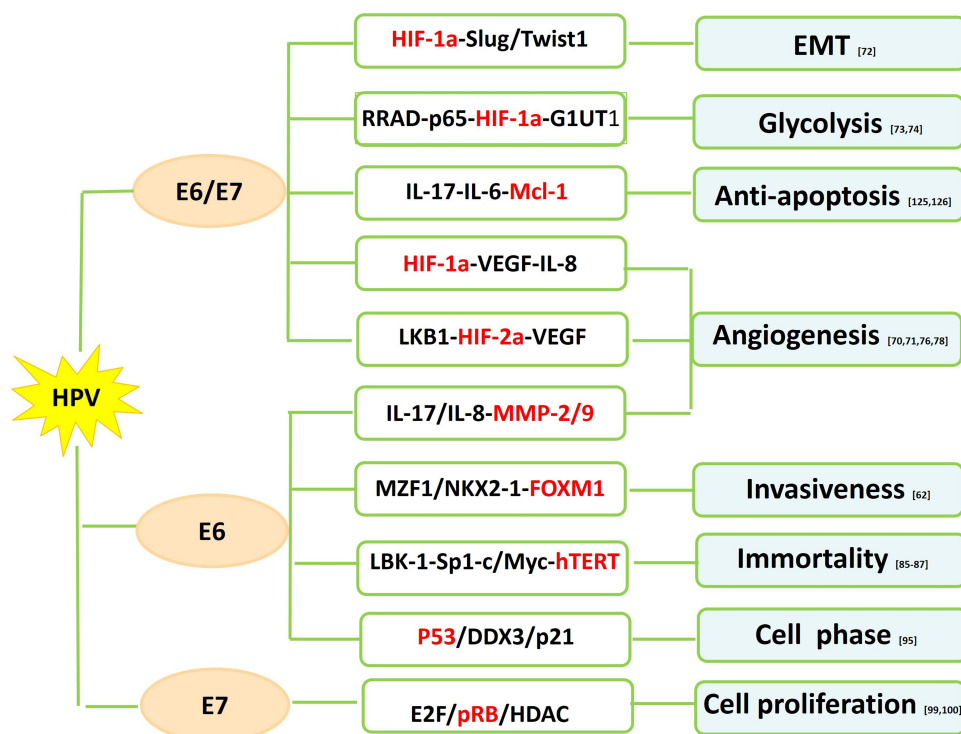 HIF-1a-Slug/Twist1
EMT [72]
RRAD-p65-HIF-1a-G1UT1
Glycolysis [73,74]
E6/E7
IL-17-IL-6-Mcl-1
Anti-apoptosis [125,126]
HIF-1a-VEGF-IL-8
LKB1-HIF-2a-VEGF
Angiogenesis [70,71,76,78]
HPV
IL-17/IL-8-MMP-2/9
MZF1/NKX2-1-FOXM1
Invasiveness [62]
E6
LBK-1-Sp1-c/Myc-hTERT
Immortality [85-87]
P53/DDX3/p21
Cell phase [95]
E7
E2F/pRB/HDAC
Cell proliferation [99,100]